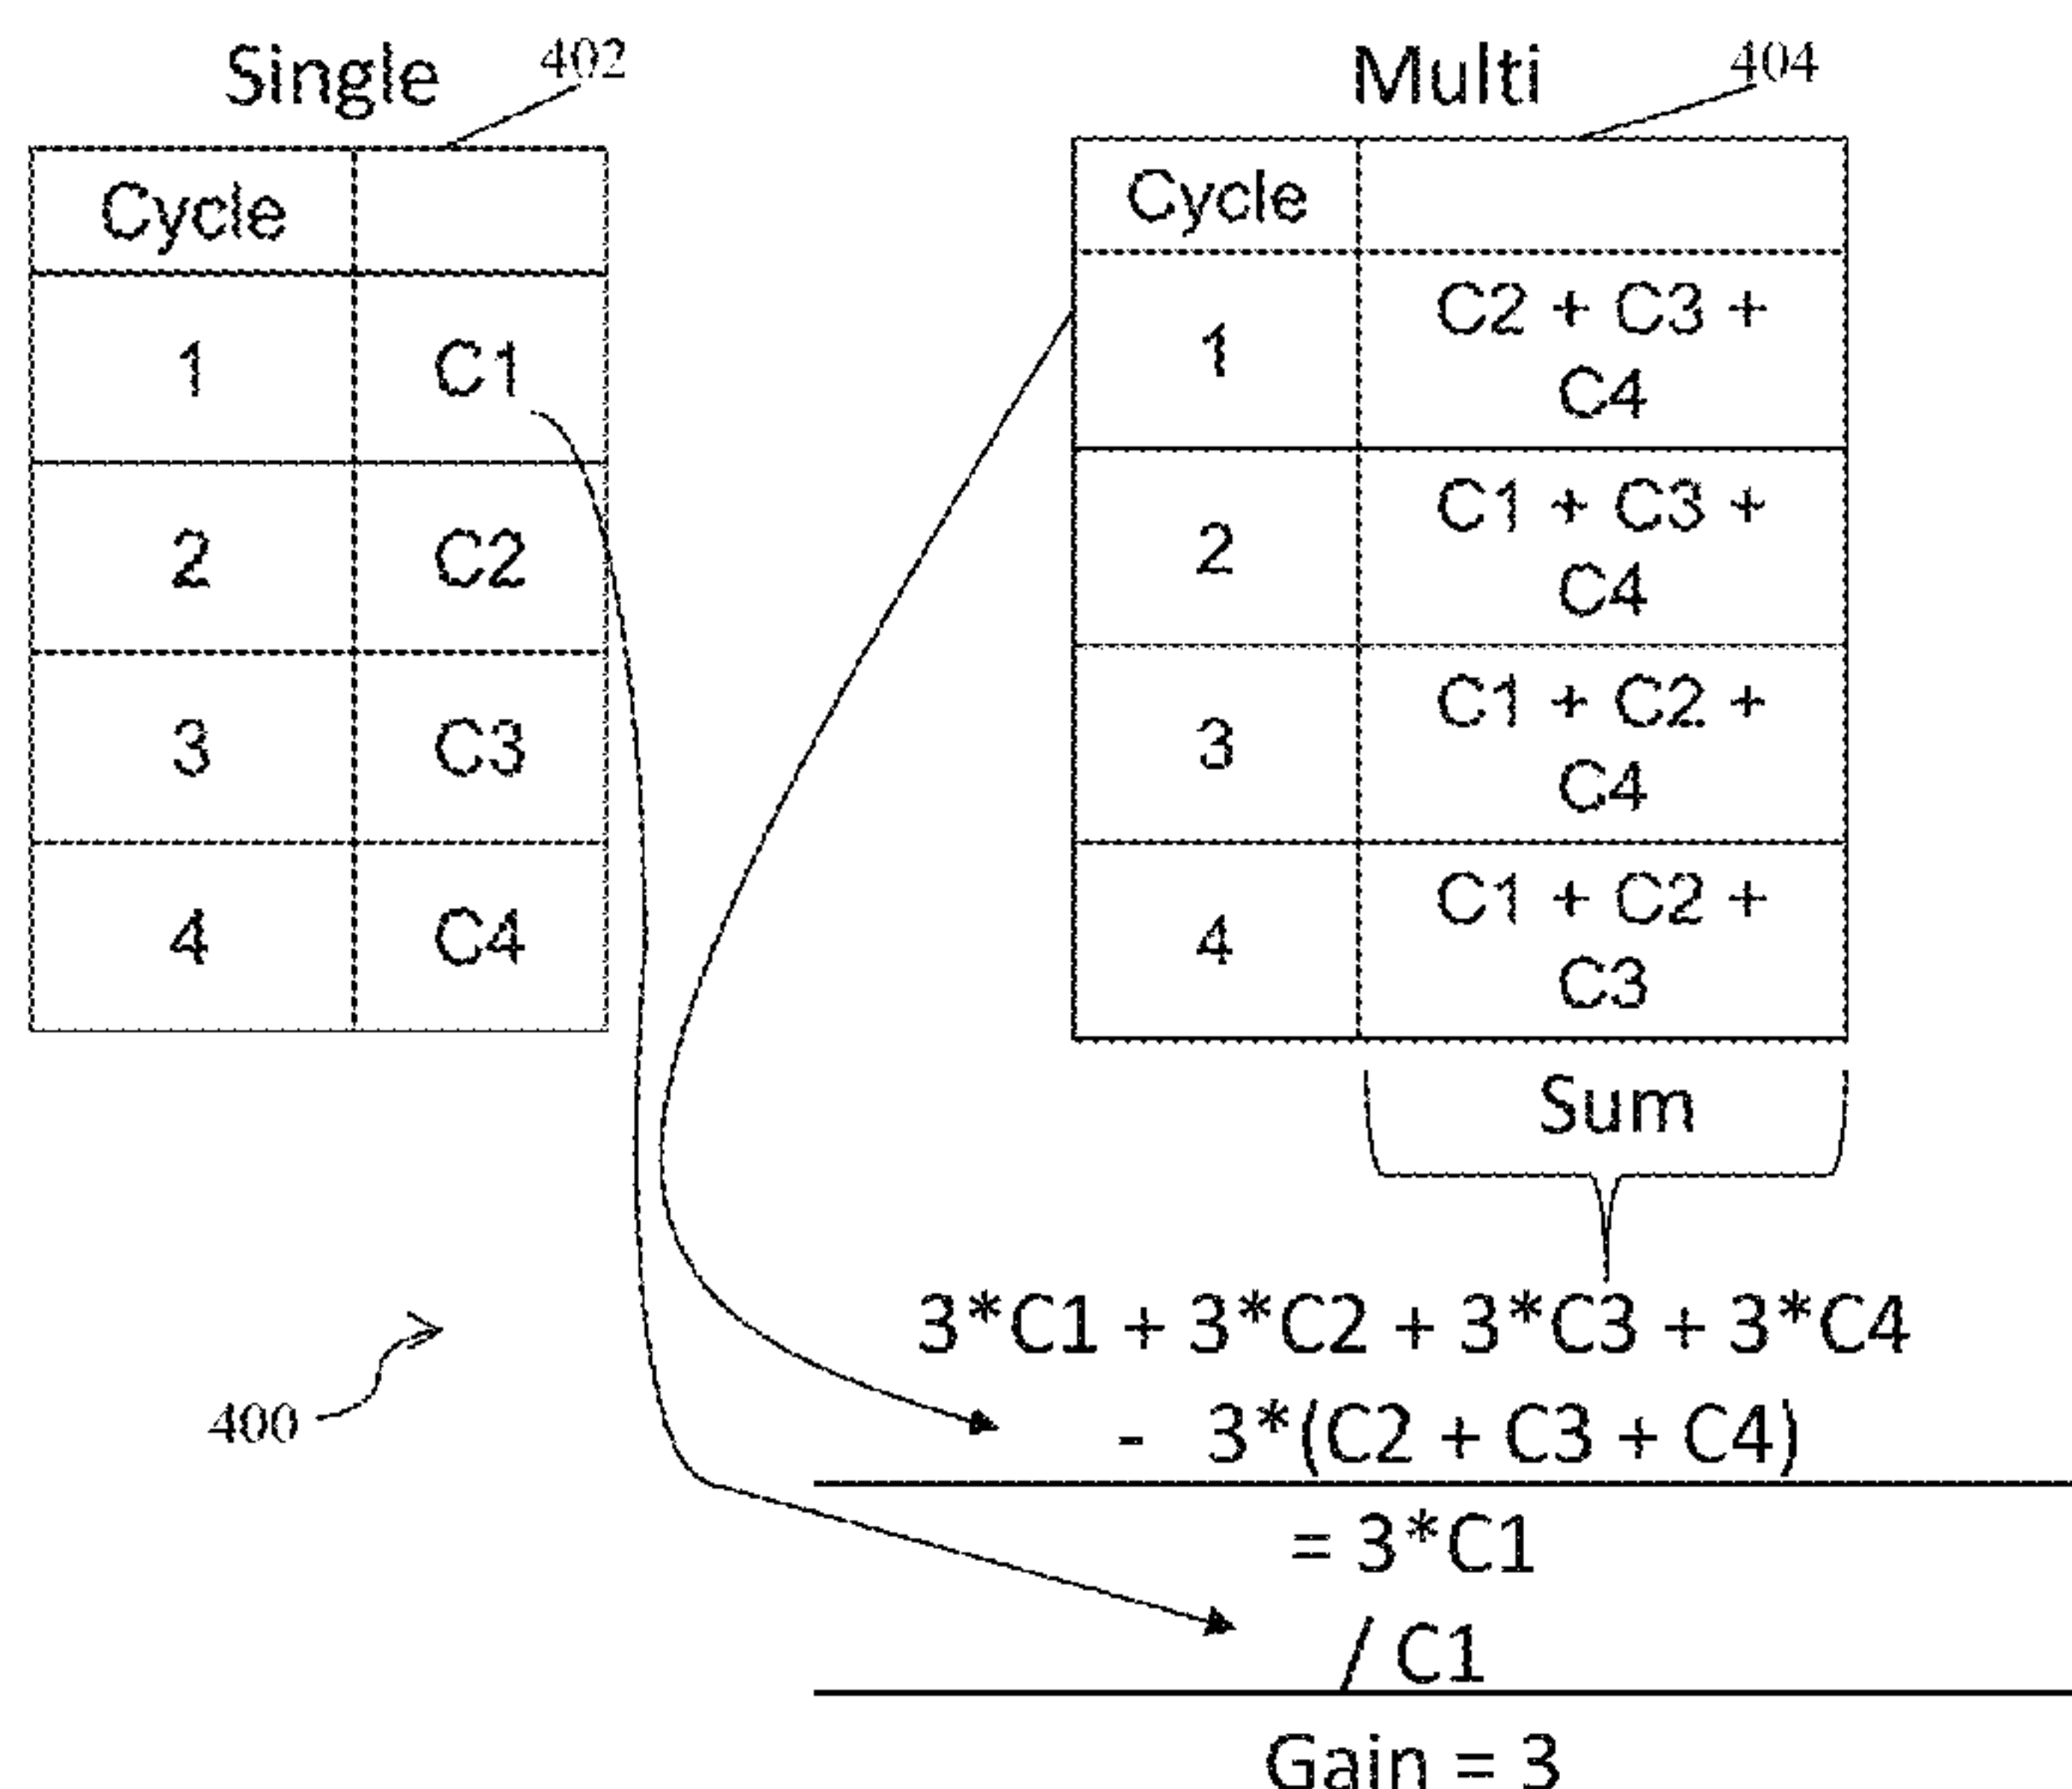 Single 402
Cycle
1 C1
2 C2
3 C3
4 C4
Multi 404
Cycle
1 C2 + C3 +
C4
2 C1 + C3 +
C4
3 C1 + C2 +
C4
4 C1 + C2 +
C3
Sum
3*C1 + 3*C2 + 3*C3 + 3*C4
- 3*(C2 + C3 + C4)
= 3*C1
/ C1
Gain = 3
400